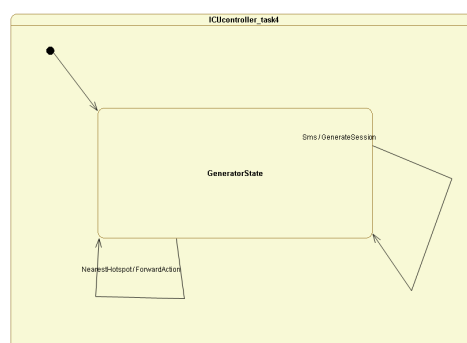 ICUcontroller_task4
Sms / GenerateSession
GeneratorState
NearestHotspot / ForwardAction